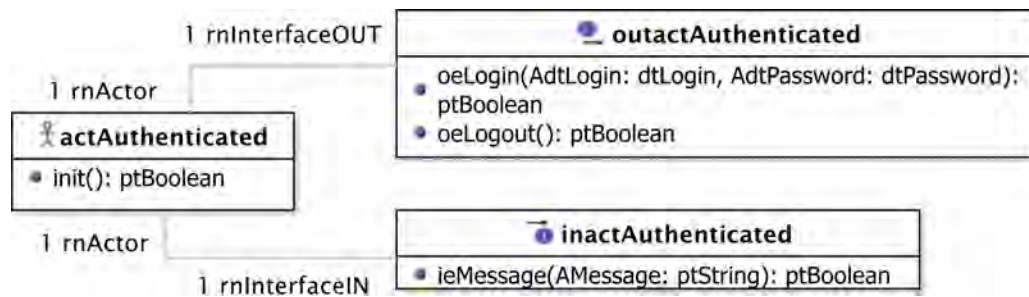 1 rnInterfaceOUT
outactAuthenticated
oeLogin(AdtLogin: dtLogin, AdtPassword: dtPassword):
ptBoolean
oeLogout(): ptBoolean
1 rnActor
actAuthenticated
init(): ptBoolean
1 rnActor
1 rnInterfaceIN
inactAuthenticated
ieMessage(AMessage: ptString): ptBoolean